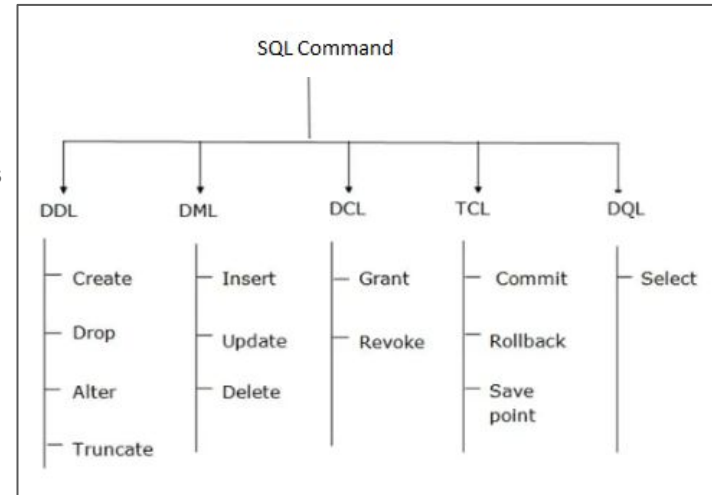 SQL Command
DDL
DML
DCL
TCL
DQL
Create
Drop
Alter
Truncate
Insert
Update
Delete
Grant
Revoke
Commit
Rollback
Save
point
Select